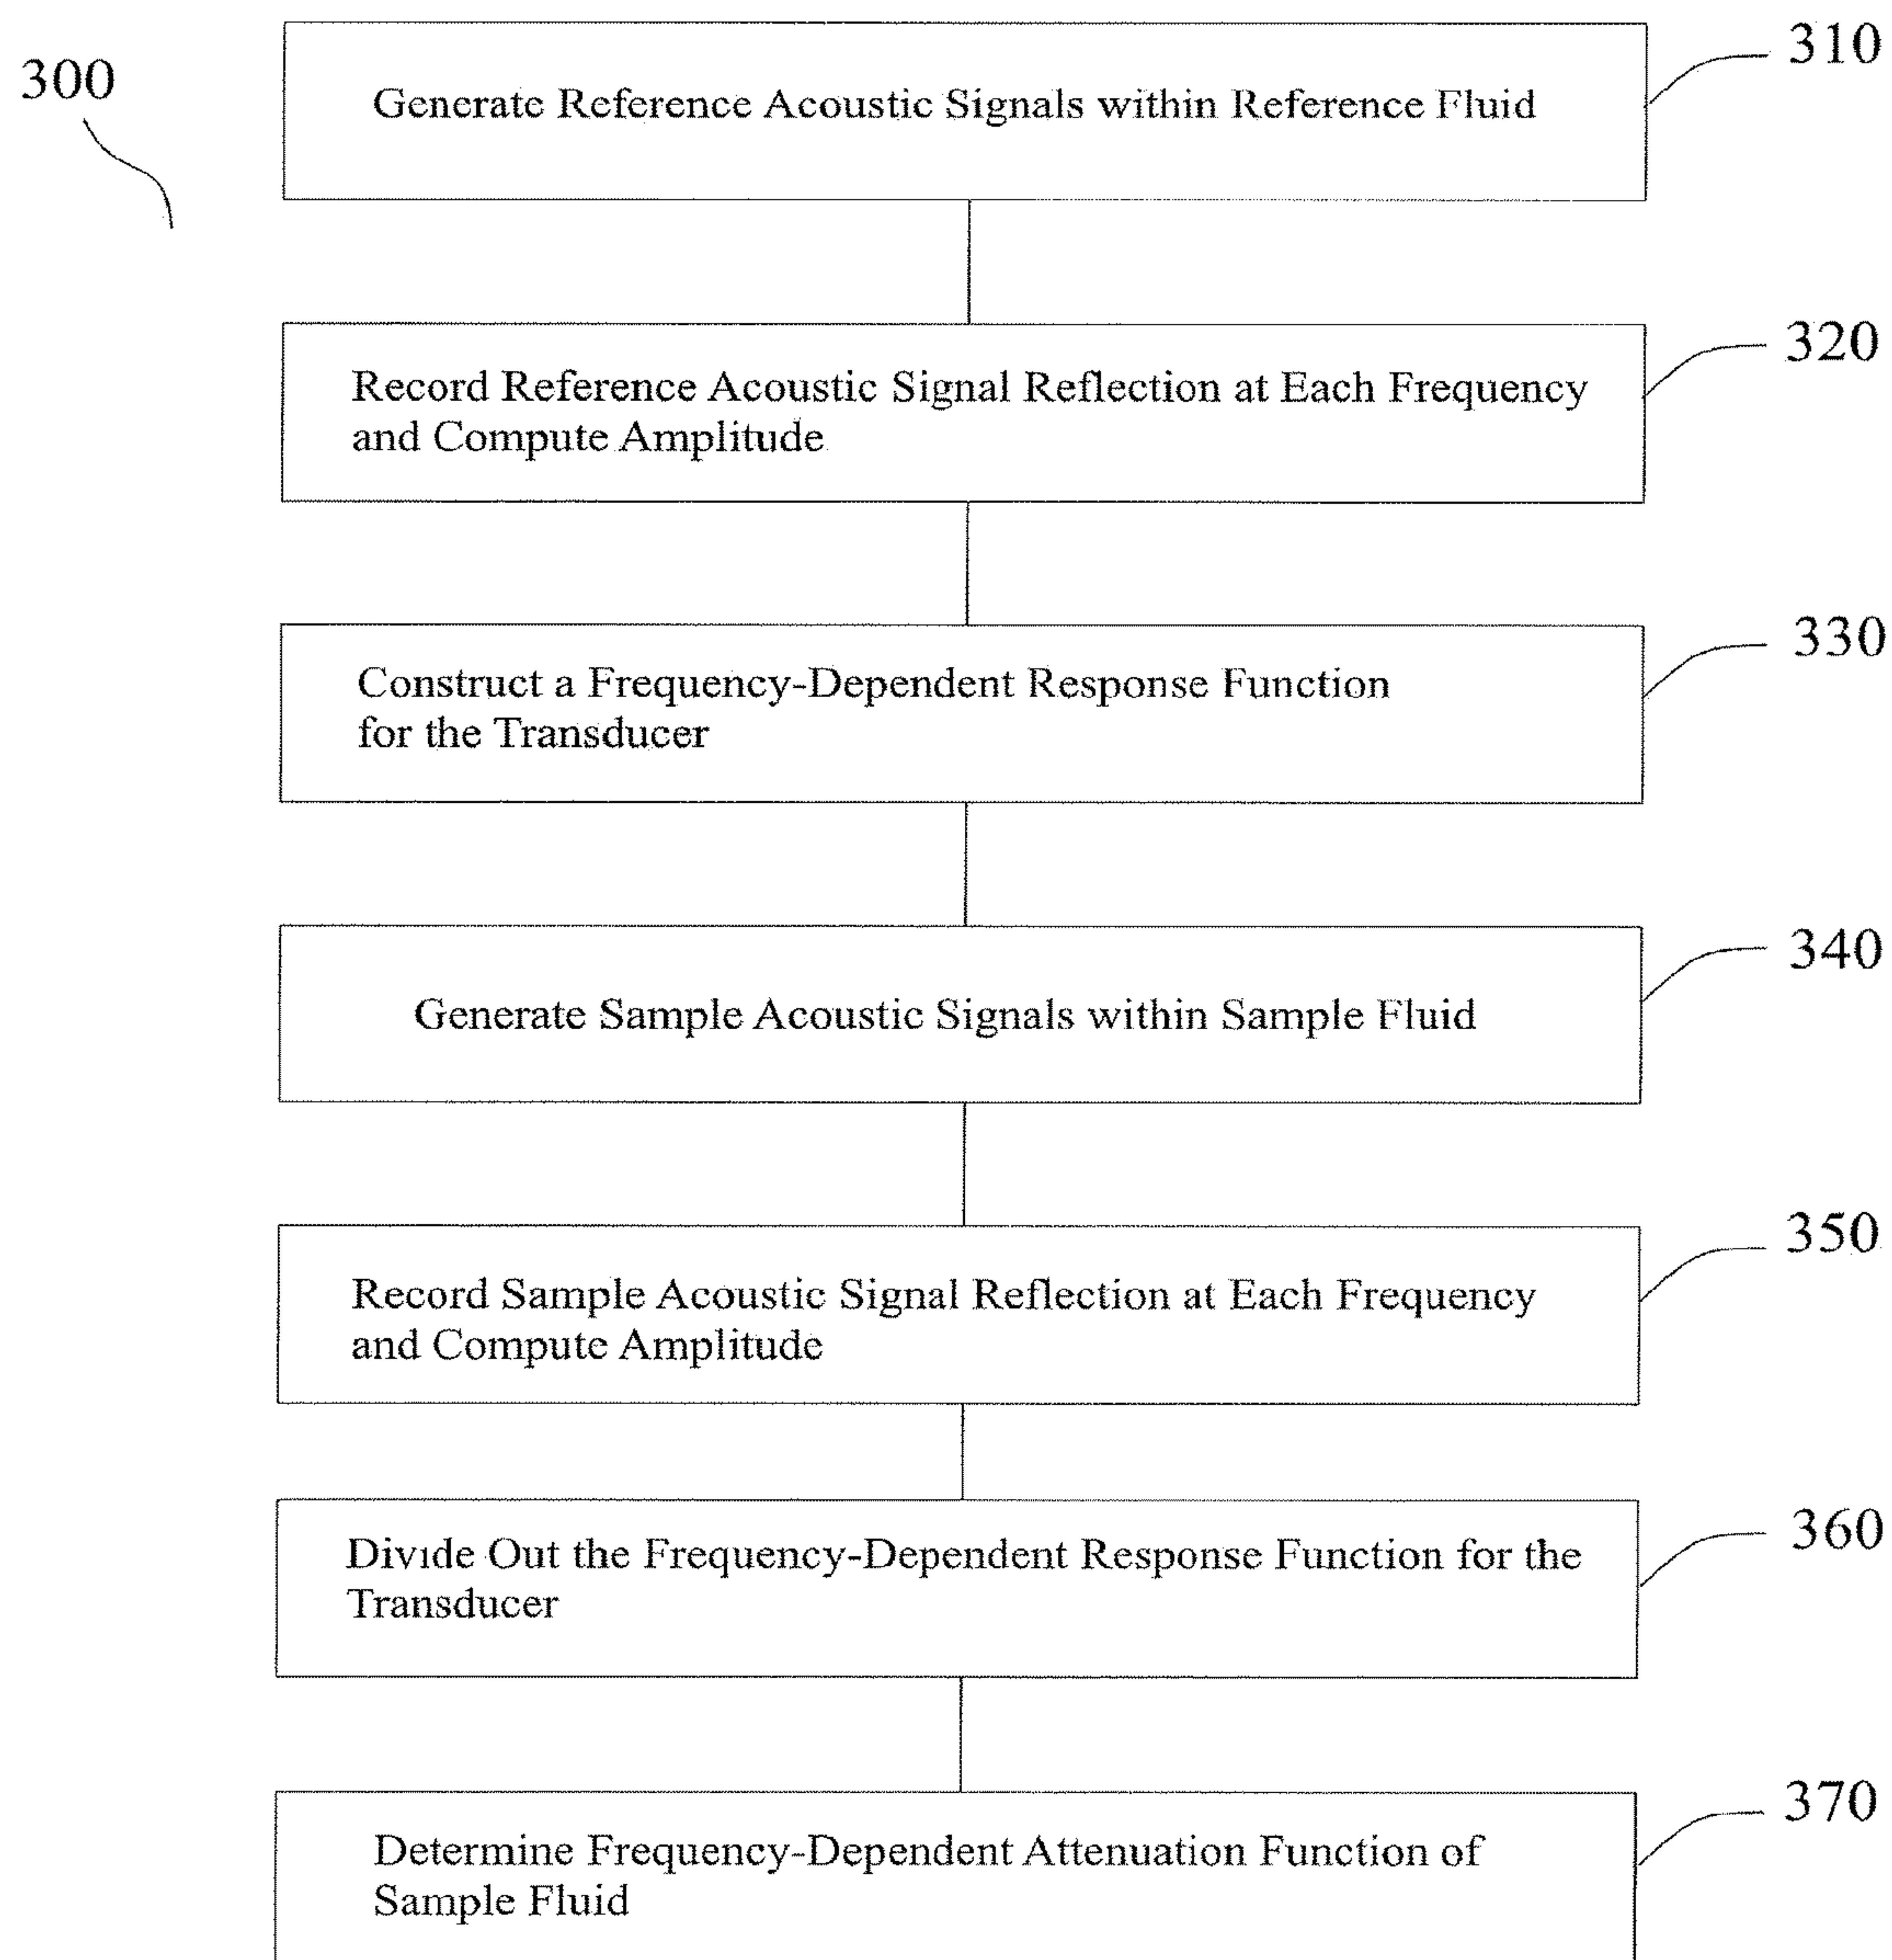 300
310
Generate Reference Acoustic Signals within Reference Fluid
320
Record Reference Acoustic Signal Reflection at Each Frequency
and Compute Amplitude
330
Construct a Frequency-Dependent Response Function
for the Transducer
340
Generate Sample Acoustic Signals within Sample Fluid
350
Record Sample Acoustic Signal Reflection at Each Frequency
and Compute Amplitude
360
Divide Out the Frequency-Dependent Response Function for the
Transducer
370
Determine Frequency-Dependent Attenuation Function of
Sample Fluid